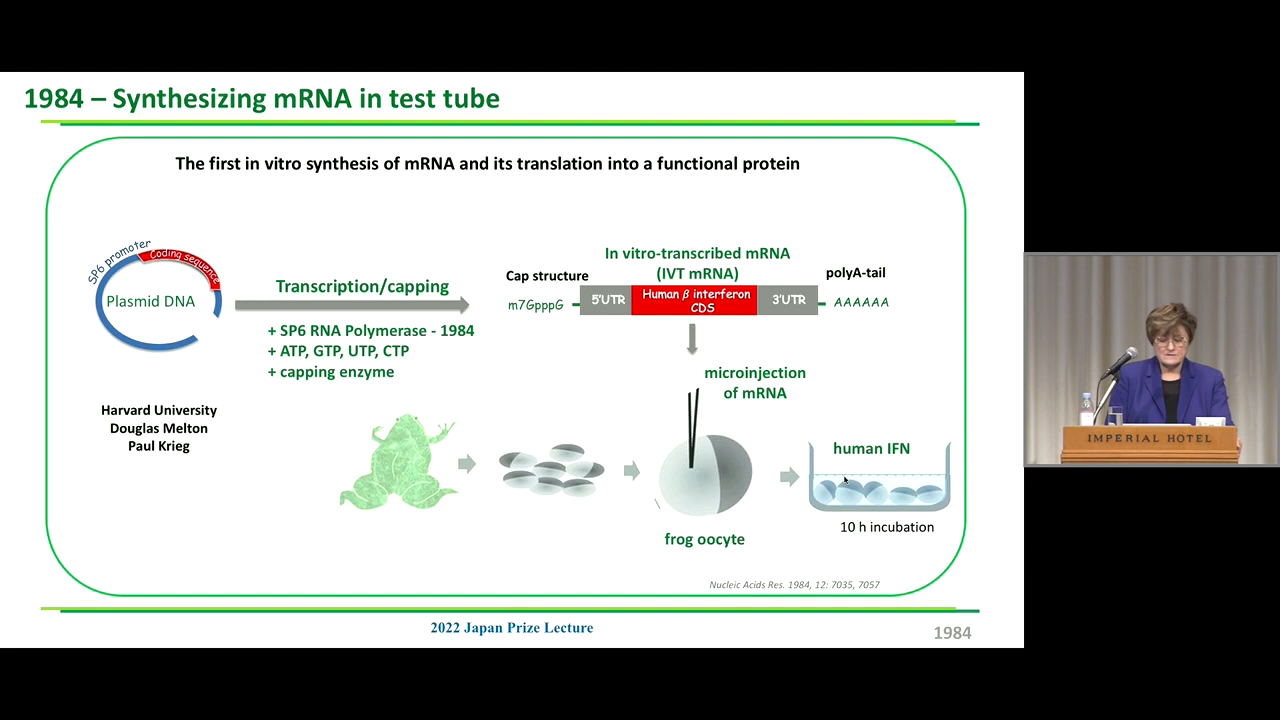 1984 – Synthesizing mRNA in test tube
The first in vitro synthesis of mRNA and its translation into a functional protein
SP6 promoter
Coding sequence
Plasmid DNA
Transcription/capping
+ SP6 RNA Polymerase - 1984
+ ATP, GTP, UTP, CTP
+ capping enzyme
Harvard University
Douglas Melton
Paul Krieg
In vitro-transcribed mRNA
(IVT mRNA)
Cap structure
polyA-tail
m7GpppG
5'UTR
Human β interferon
CDS
3'UTR
AAAAAA
microinjection
of mRNA
frog oocyte
human IFN
10 h incubation
Nucleic Acids Res. 1984, 12: 7035, 7057
2022 Japan Prize Lecture
1984
IMPERIAL HOTEL